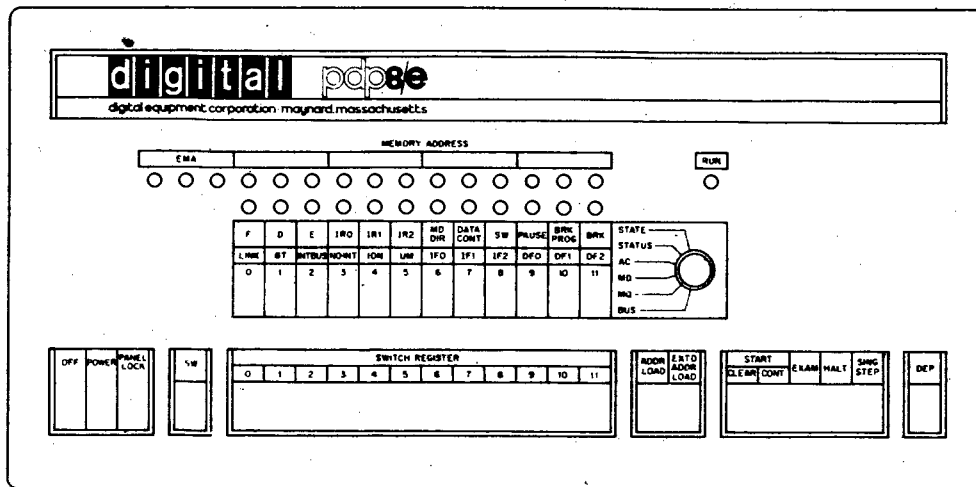 digital pdp8/e
digital equipment corporation · maynard, massachusetts
MEMORY ADDRESS
EMA
RUN
F D E IR0 IR1 IR2 MD DIR DATA CONT SW PAUSE BRK PROG BRK
LINK GT INTBUS NO-INT ION UM IF0 IF1 IF2 DF0 DF1 DF2
0 1 2 3 4 5 6 7 8 9 10 11
STATE
STATUS
AC
MD
MQ
BUS
OFF POWER PANEL LOCK
SW
SWITCH REGISTER
0 1 2 3 4 5 6 7 8 9 10 11
ADDR LOAD EXTD ADDR LOAD
START
CLEAR CONT EXAM HALT SING STEP
DEP